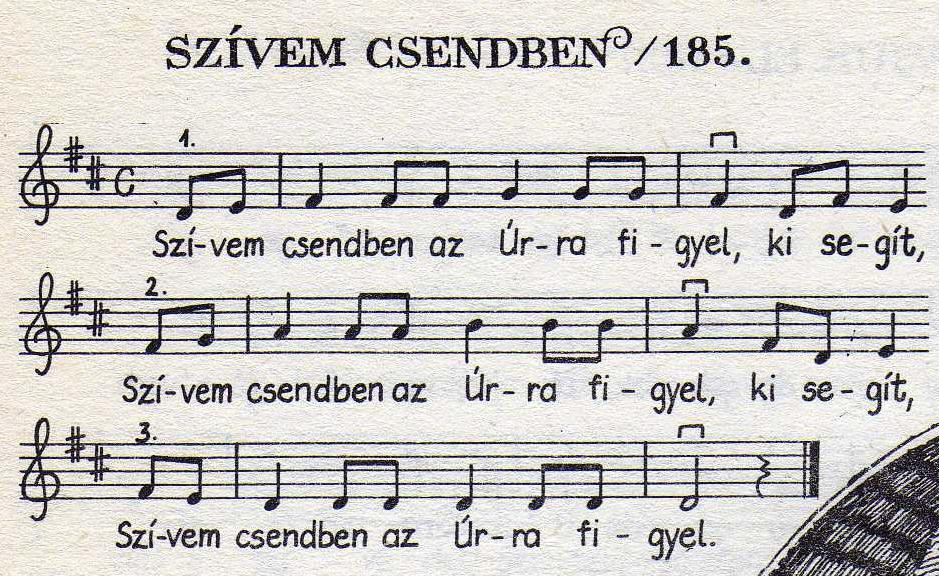 SZÍVEM CSENDBEN/185.
1.
Szí-vem csendben az Úr-ra fi-gyel, ki se-gít,
2.
Szí-vem csendben az Úr-ra fi-gyel, ki se-gít,
3.
Szí-vem csendben az Úr-ra fi-gyel.